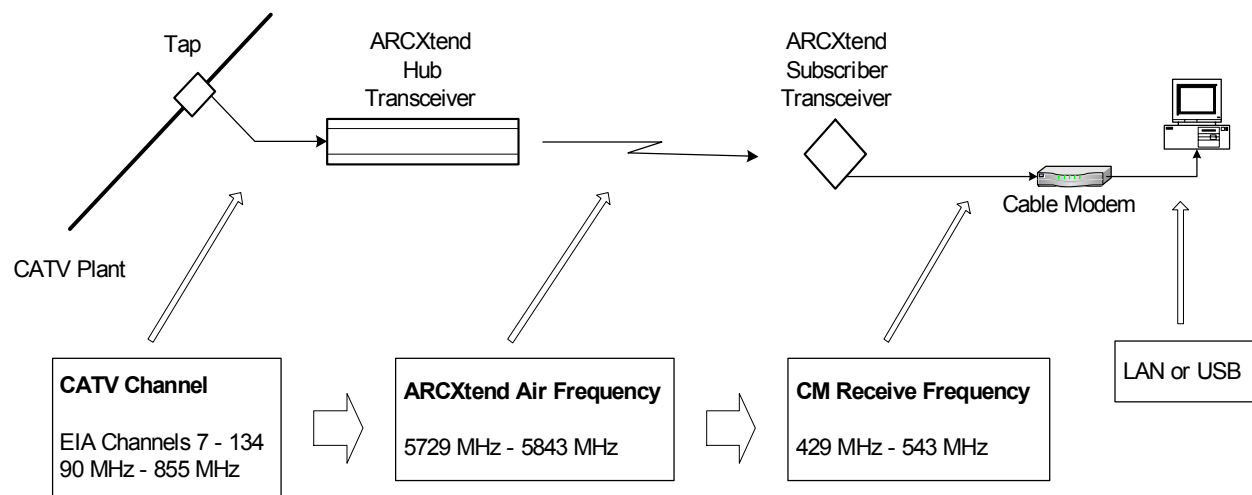 Tap
ARCXtend
Hub
Transceiver
ARCXtend
Subscriber
Transceiver
Cable Modem
CATV Plant
CATV Channel
EIA Channels 7 - 134
90 MHz - 855 MHz
ARCXtend Air Frequency
5729 MHz - 5843 MHz
CM Receive Frequency
429 MHz - 543 MHz
LAN or USB